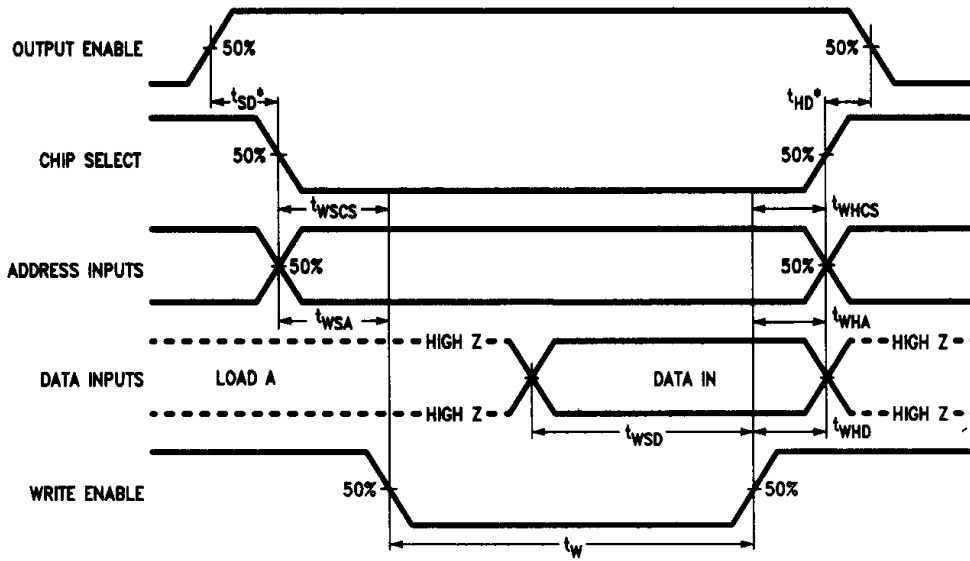 OUTPUT ENABLE 50% 50%
tSD* tHD*
CHIP SELECT 50% 50%
tWSCS tWHCS
ADDRESS INPUTS 50% 50%
tWSA tWHA
HIGH Z HIGH Z
DATA INPUTS LOAD A DATA IN
HIGH Z HIGH Z
tWSD tWHD
WRITE ENABLE 50% 50%
tW